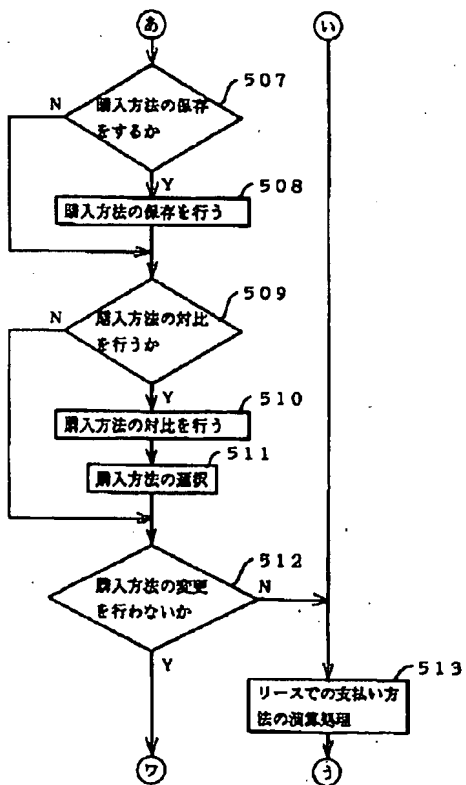 あ
い
507
購入方法の保存
をするか
N
Y
508
購入方法の保存を行う
509
N
購入方法の対比
を行うか
Y
510
購入方法の対比を行う
511
購入方法の選択
512
購入方法の変更
を行わないか
N
Y
513
リースでの支払い方
法の演算処理
ワ
う